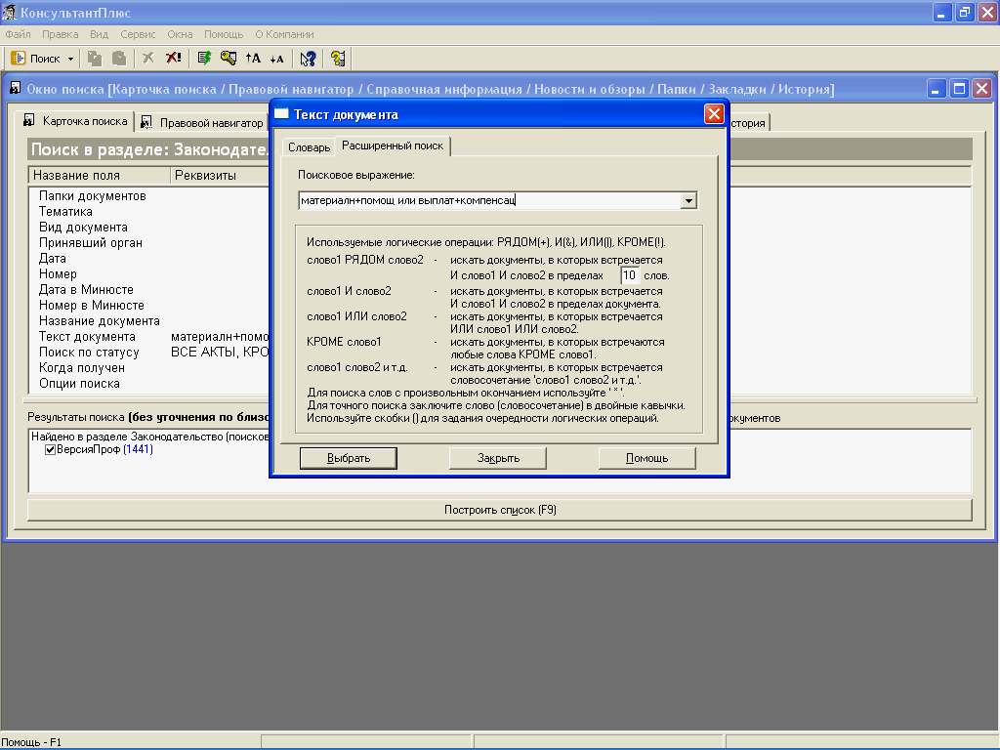 КонсультантПлюс
Файл Правка Вид Сервис Окна Помощь О Компании
Поиск
Окно поиска [Карточка поиска / Правовой навигатор / Справочная информация / Новости и обзоры / Папки / Закладки / История]
Карточка поиска
Правовой навигатор
стория
Поиск в разделе: Законодате
Название поля Реквизиты
Папки документов
Тематика
Вид документа
Принявший орган
Дата
Номер
Дата в Минюсте
Номер в Минюсте
Название документа
Текст документа материалн+помо
Поиск по статусу ВСЕ АКТЫ, КРО
Когда получен
Опции поиска
Результаты поиска (без уточнения по близо
окументов
Найдено в разделе Законодательство (поисков
ВерсияПроф (1441)
Построить список (F9)
Помощь - F1
Текст документа
Словарь Расширенный поиск
Поисковое выражение:
материалн+помощ или выплат+компенсац
Используемые логические операции: РЯДОМ(+), И(&), ИЛИ(|), КРОМЕ(!).
слово1 РЯДОМ слово2 - искать документы, в которых встречается
И слово1 И слово2 в пределах 10 слов.
слово1 И слово2 - искать документы, в которых встречается
И слово1 И слово2 в пределах документа.
слово1 ИЛИ слово2 - искать документы, в которых встречается
ИЛИ слово1 ИЛИ слово2.
КРОМЕ слово1 - искать документы, в которых встречаются
любые слова КРОМЕ слово1.
слово1 слово2 и т.д. - искать документы, в которых встречается
словосочетание 'слово1 слово2 и т.д.'.
Для поиска слов с произвольным окончанием используйте ' * '.
Для точного поиска заключите слово (словосочетание) в двойные кавычки.
Используйте скобки () для задания очередности логических операций.
Выбрать Закрыть Помощь